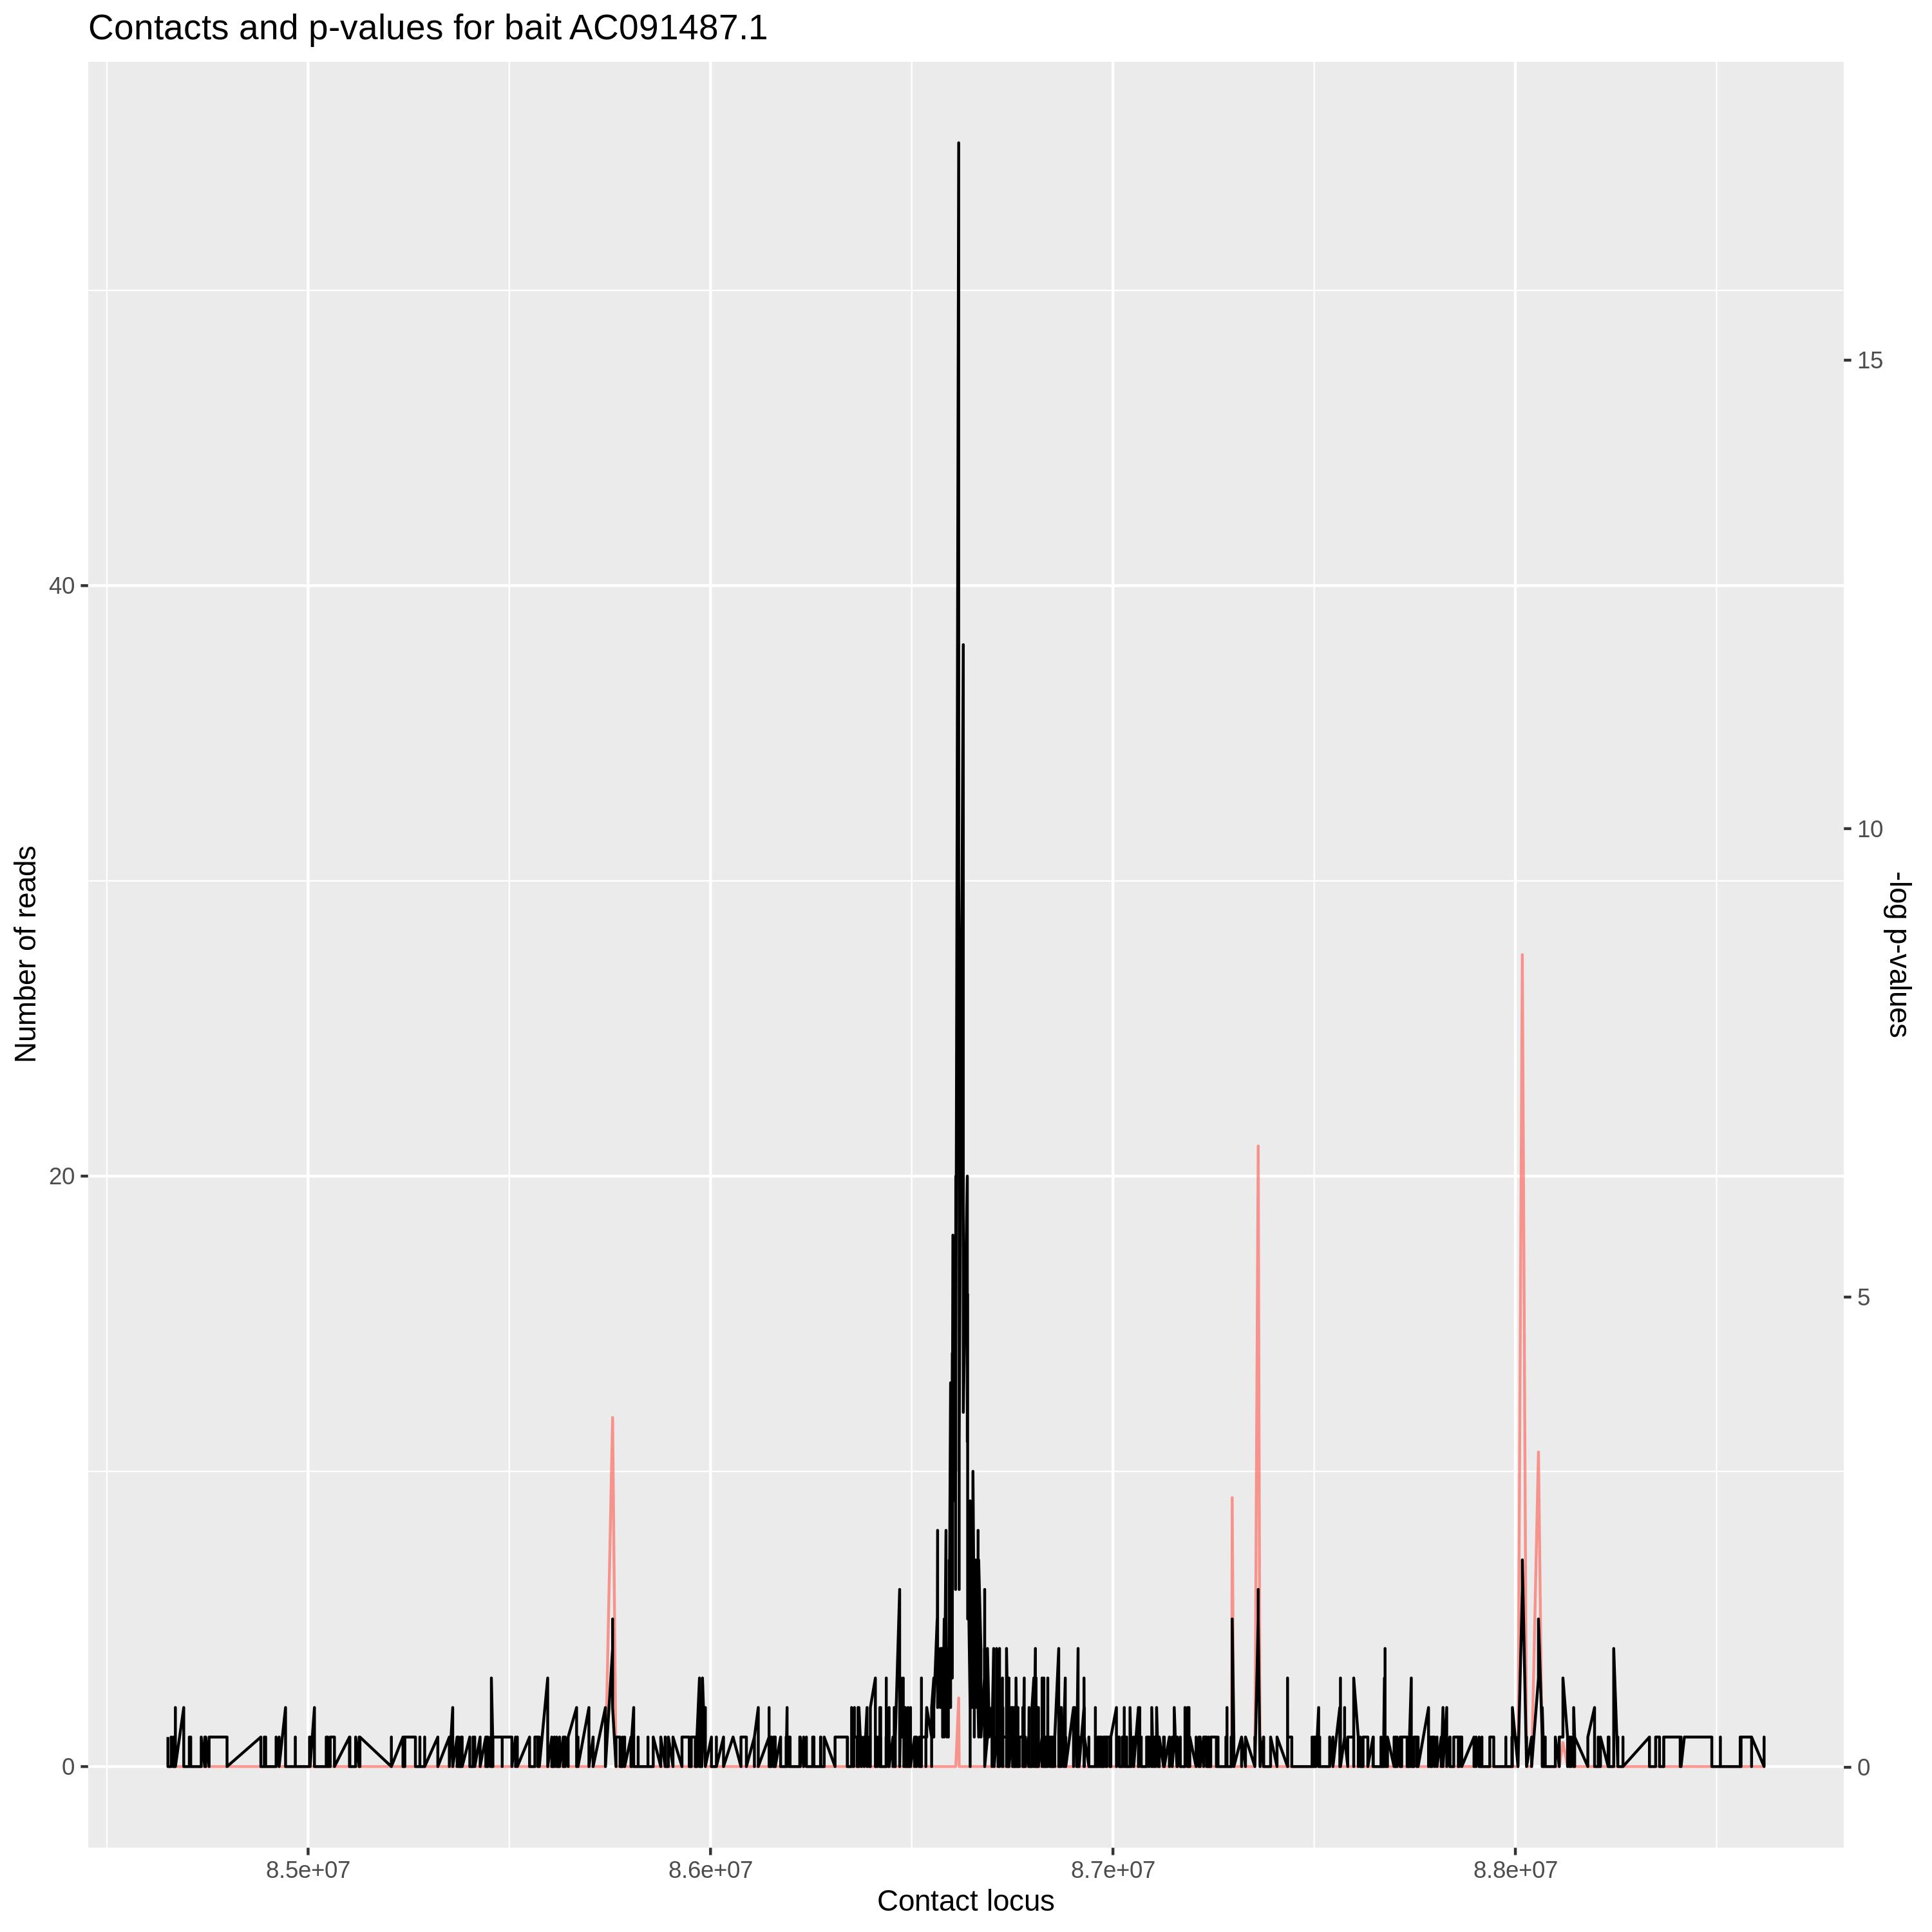 Contacts and p-values for bait AC091487.1
Number of reads
40
20
0
15
10
5
0
-log p-values
8.5e+07 8.6e+07 8.7e+07 8.8e+07
Contact locus